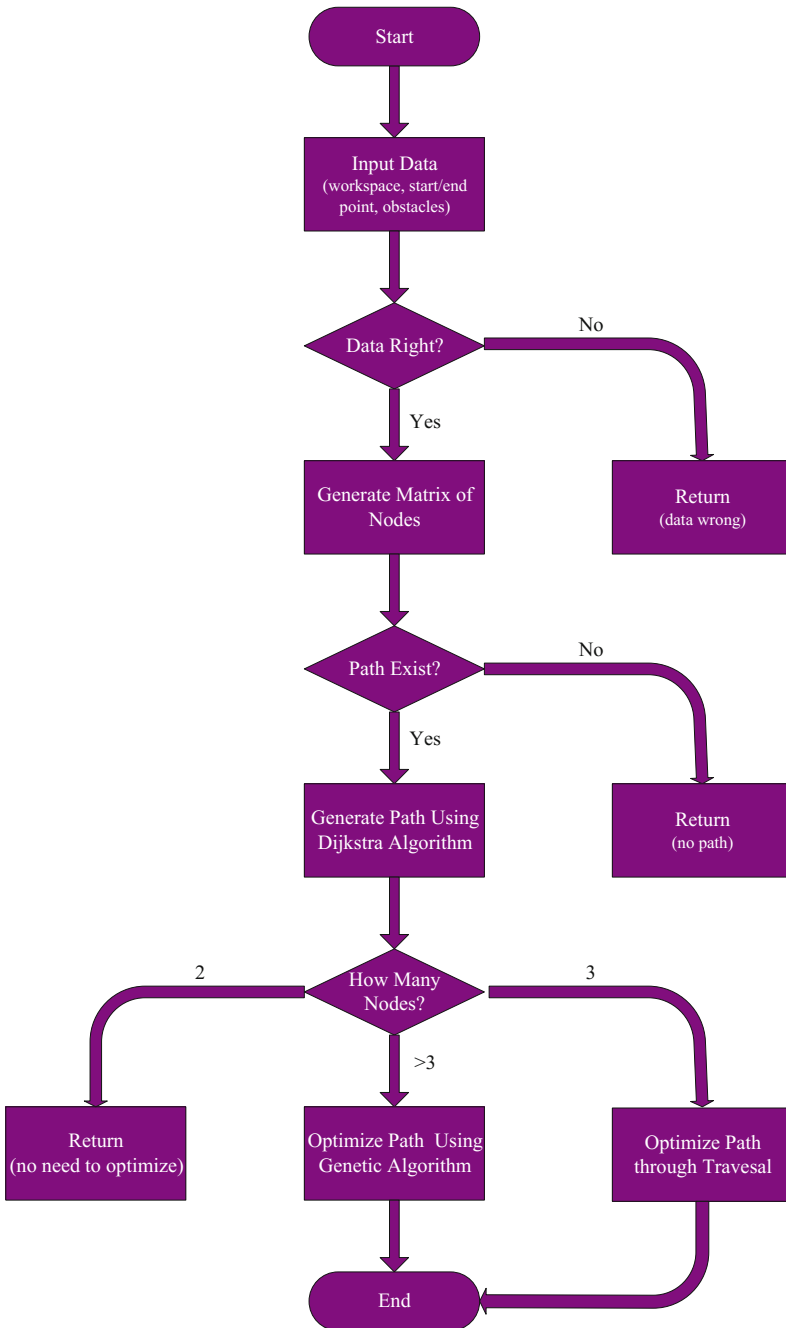 Start
Input Data
(workspace, start/end
point, obstacles)
Data Right?
No
Yes
Generate Matrix of
Nodes
Return
(data wrong)
Path Exist?
No
Yes
Generate Path Using
Dijkstra Algorithm
Return
(no path)
How Many
Nodes?
2
3
>3
Return
(no need to optimize)
Optimize Path Using
Genetic Algorithm
Optimize Path
through Travesal
End